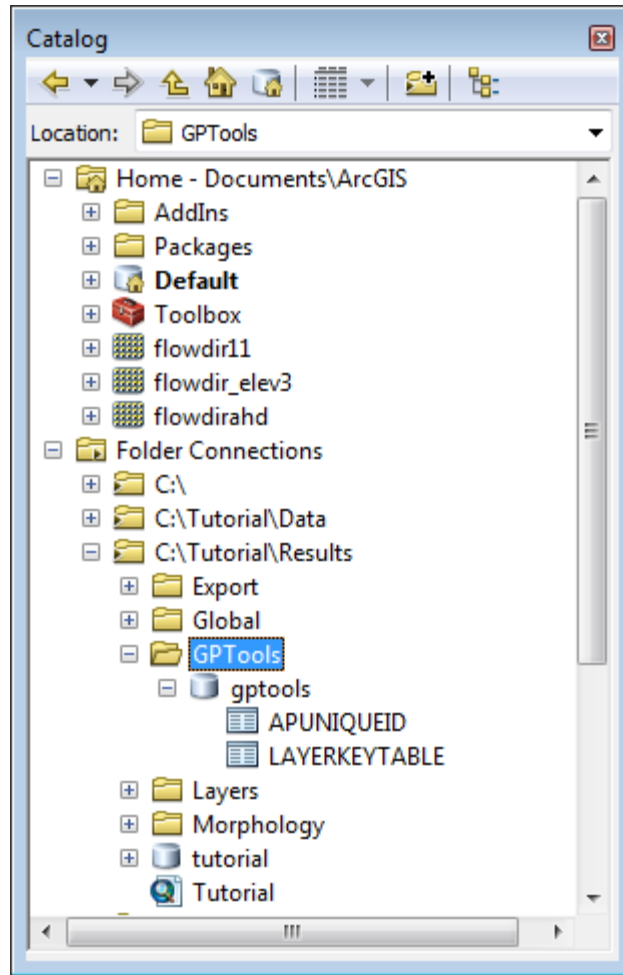 Catalog
Location: GPTools
Home - Documents\ArcGIS
AddIns
Packages
Default
Toolbox
flowdir11
flowdir_elev3
flowdirahd
Folder Connections
C:\
C:\Tutorial\Data
C:\Tutorial\Results
Export
Global
GPTools
gptools
APUNIQUEID
LAYERKEYTABLE
Layers
Morphology
tutorial
Tutorial